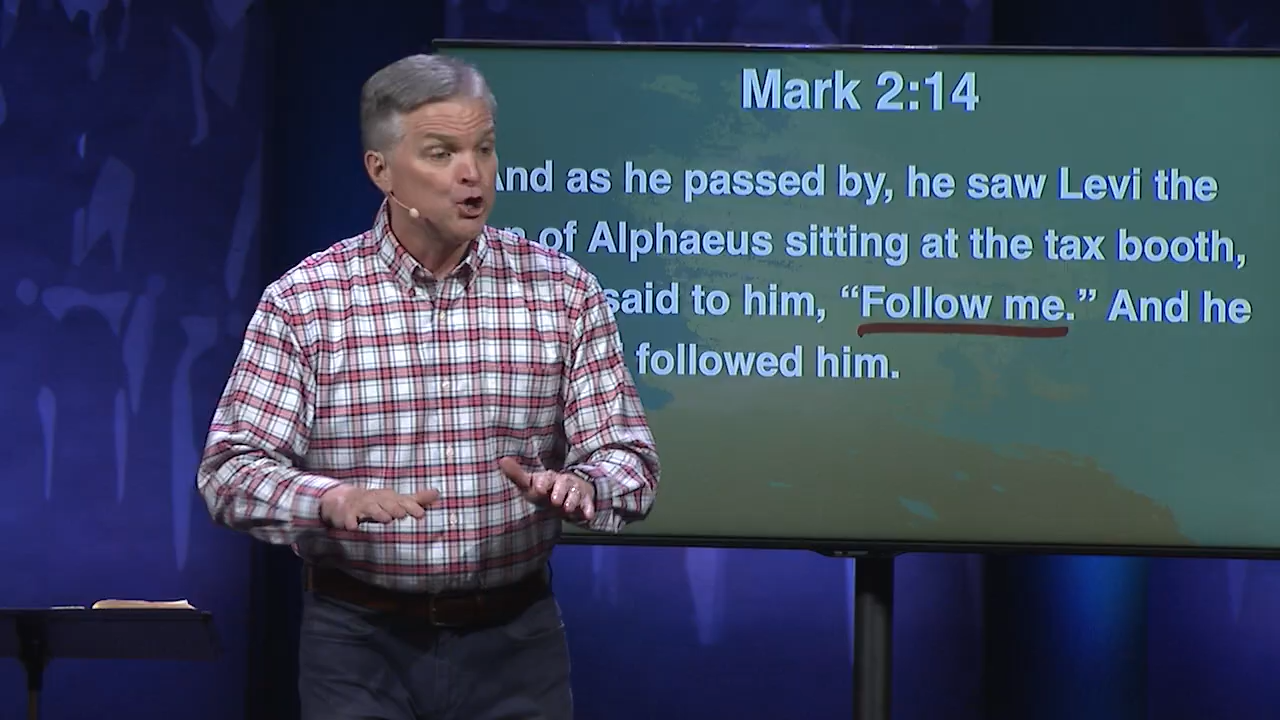 Mark 2:14
And as he passed by, he saw Levi the
of Alphaeus sitting at the tax booth,
said to him, “Follow me.” And he
followed him.